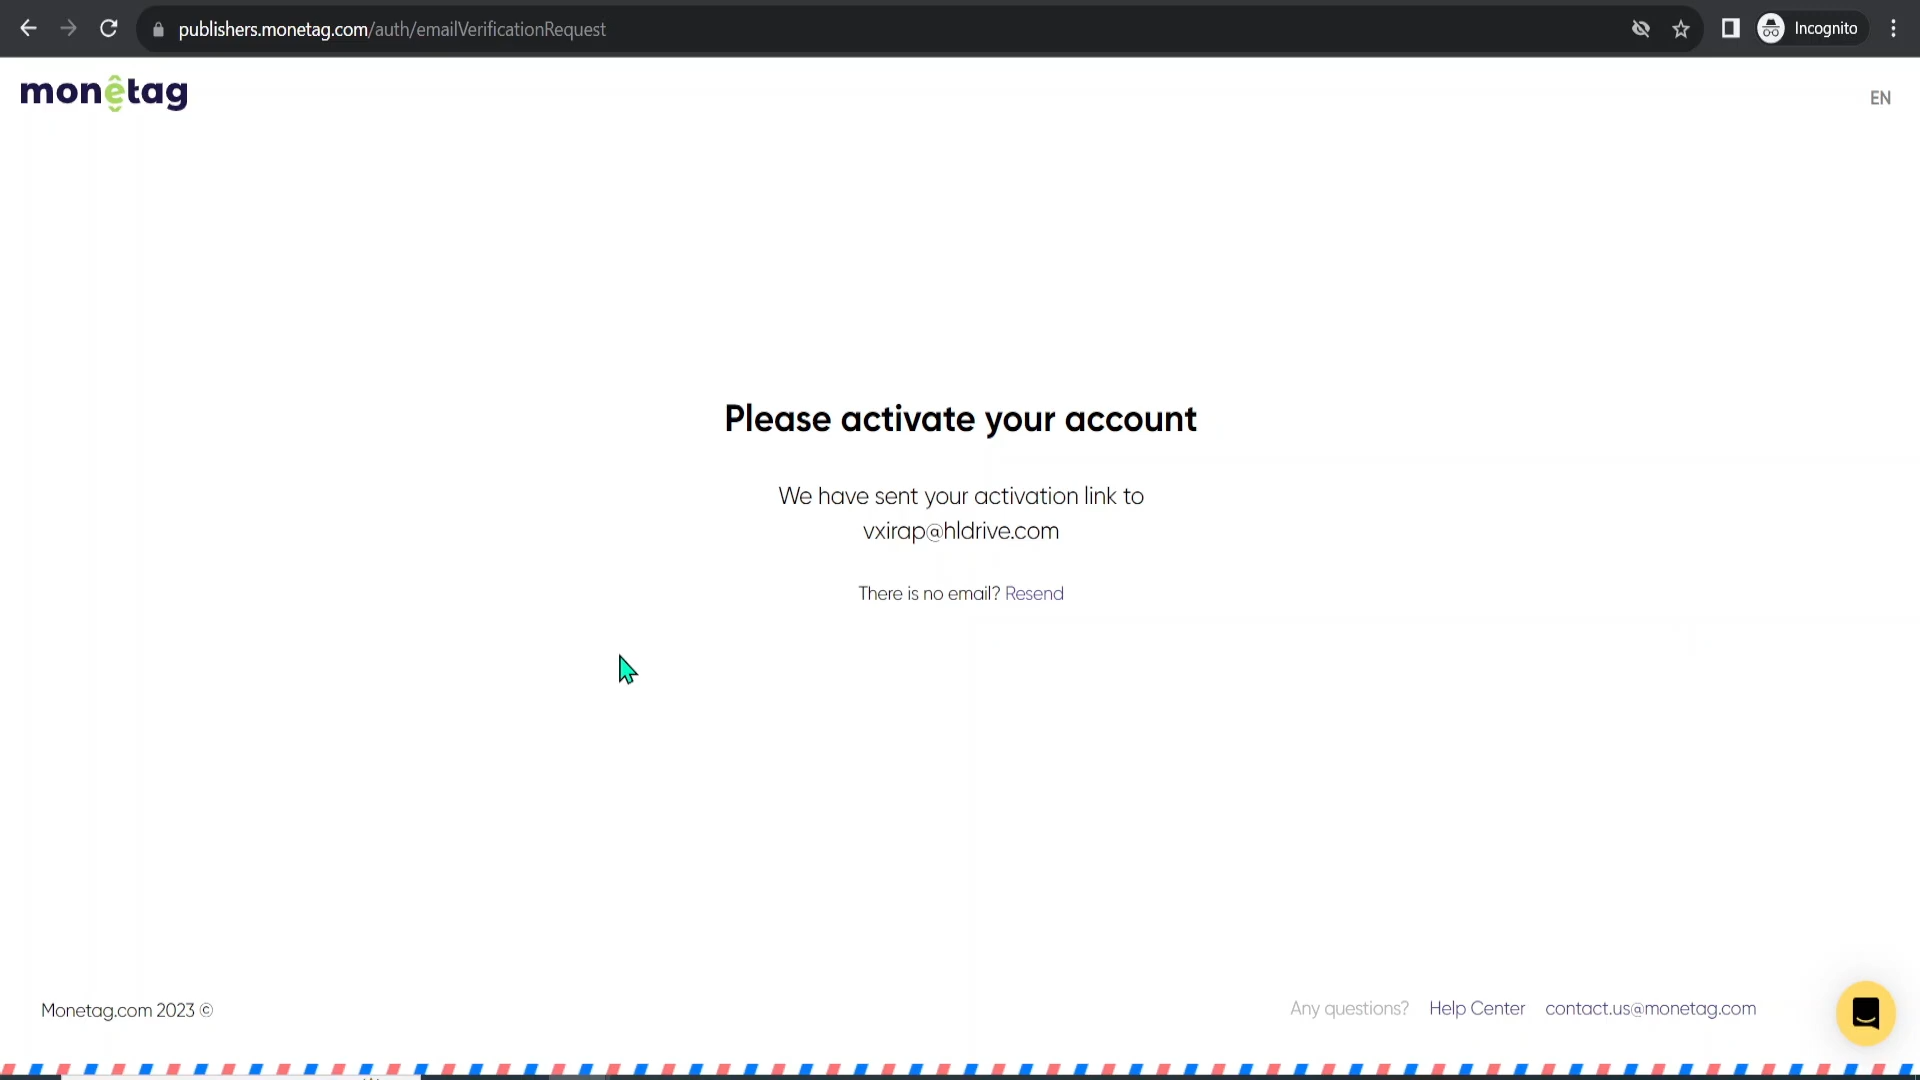 publishers.monetag.com/auth/emailVerificationRequest
Incognito
monetag
EN
Please activate your account
We have sent your activation link to
vxirap@hldrive.com
There is no email? Resend
Monetag.com 2023 ©
Any questions? Help Center contact.us@monetag.com